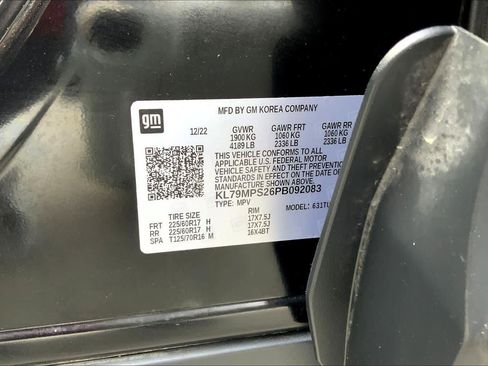 gm
MFD BY GM KOREA COMPANY
12/22 GVWR GAWR FRT GAWR RR
1900 KG 1060 KG 1060 KG
4189 LB 2336 LB 2336 LB
THIS VEHICLE CONFORMS TO ALL
APPLICABLE U.S. FEDERAL MOTOR
VEHICLE SAFETY AND THEFT PREVENTION
STANDARDS IN EFFECT ON THE DATE OF
MANUFACTURE SHOWN ABOVE.
KL79MPS26PB092083
TYPE: MPV MODEL: 631TU
TIRE SIZE RIM
FRT 225/60R17 H 17X7.5J
RR 225/60R17 H 17X7.5J
SPA T125/70R16 M 16X4BT